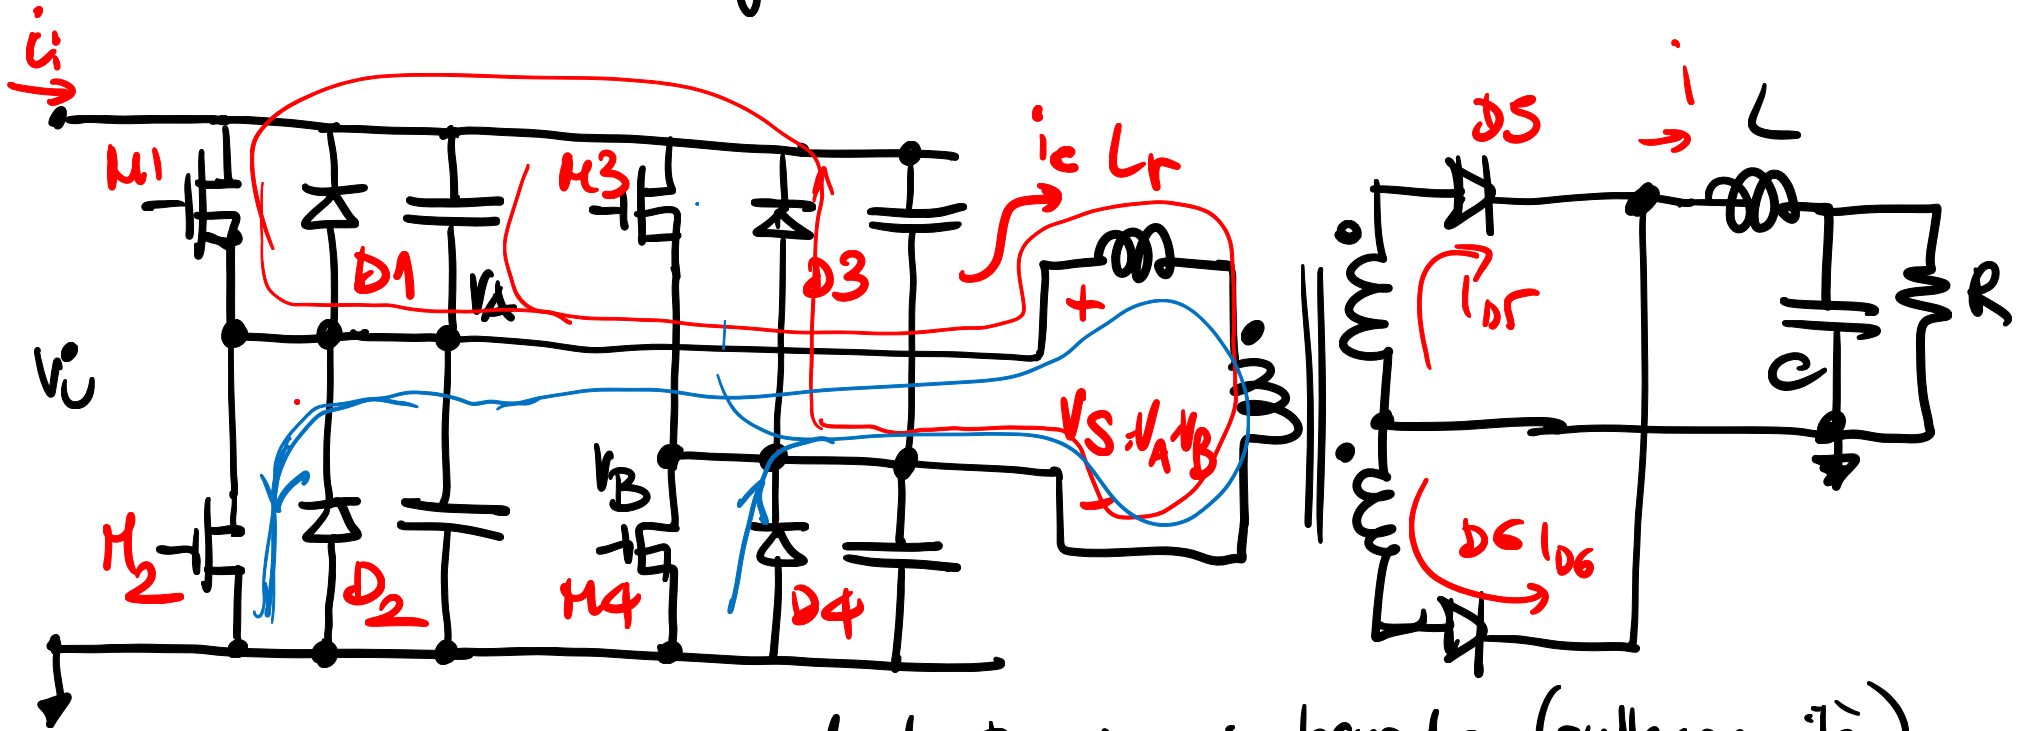 ii
M1
D1
VA
M3
D3
ic Lr
+
D5
i L
iD5
R
C
Vi
VS=VA-VB
-
VB
M2
D2
M4
D4
D6 iD6